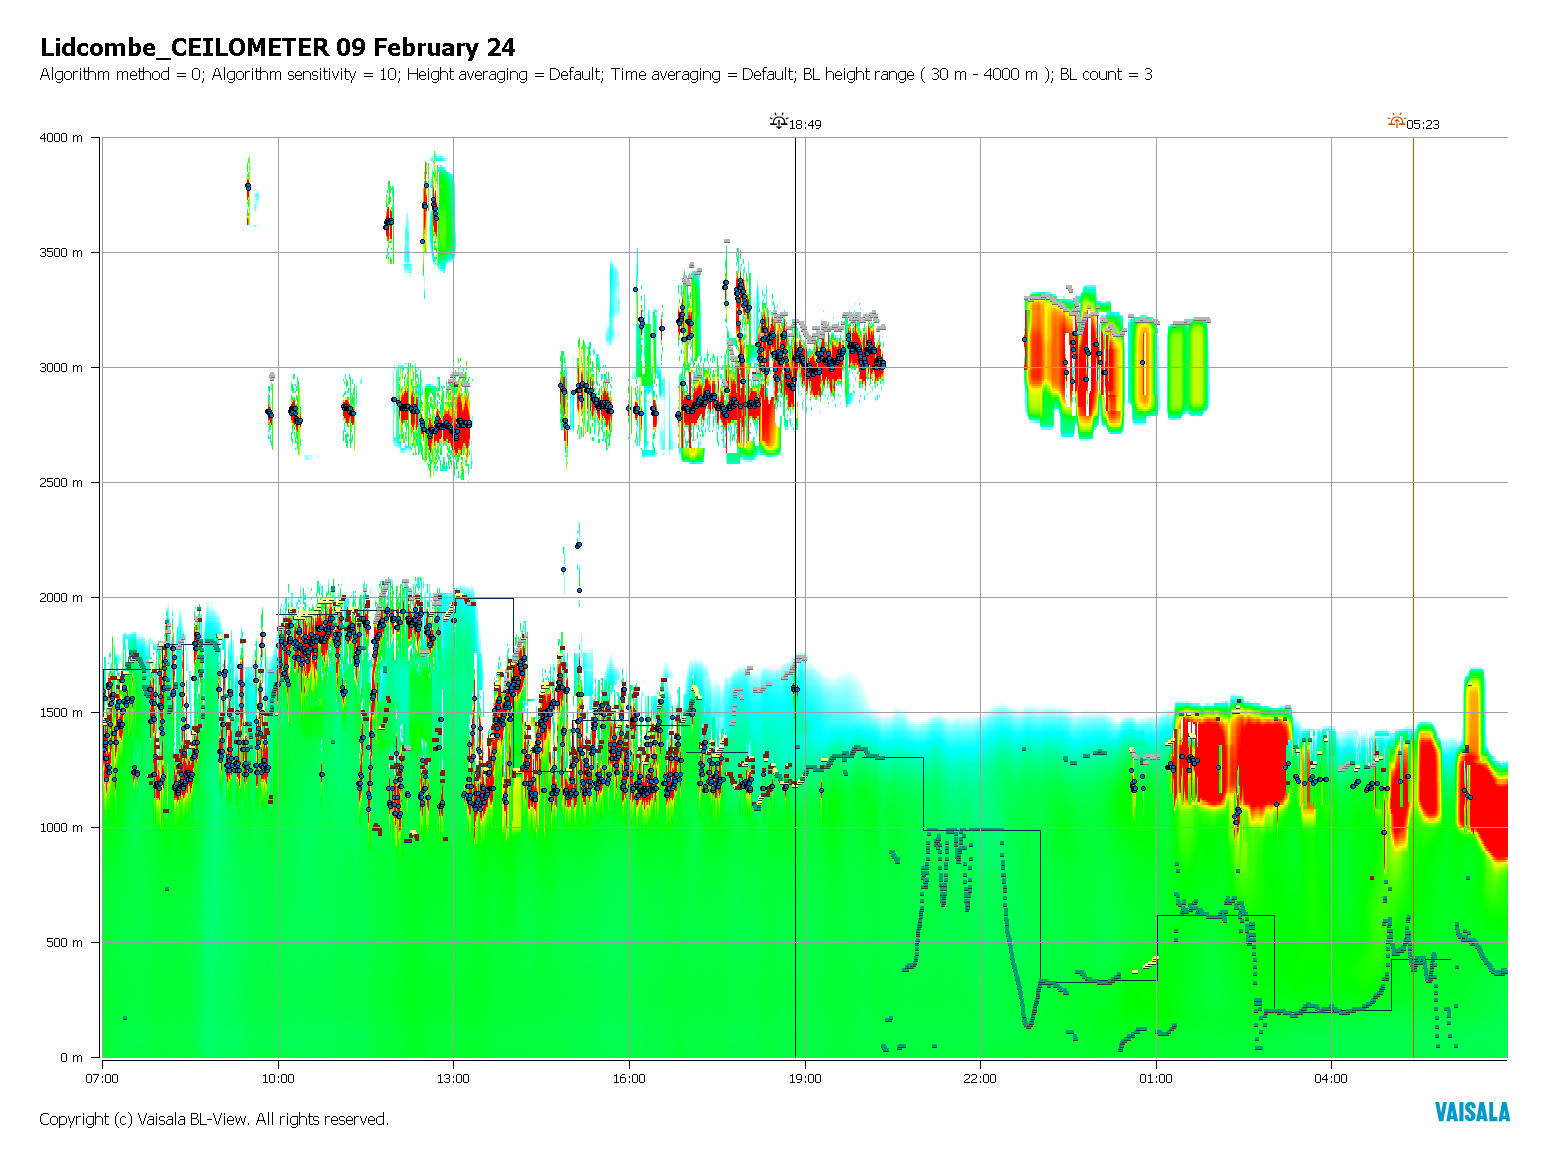 Lidcombe_CEILOMETER 09 February 24
Algorithm method = 0; Algorithm sensitivity = 10; Height averaging = Default; Time averaging = Default; BL height range ( 30 m - 4000 m ); BL count = 3
18:49 05:23
4000 m
3500 m
3000 m
2500 m
2000 m
1500 m
1000 m
500 m
0 m
07:00 10:00 13:00 16:00 19:00 22:00 01:00 04:00
Copyright (c) Vaisala BL-View. All rights reserved.
VAISALA